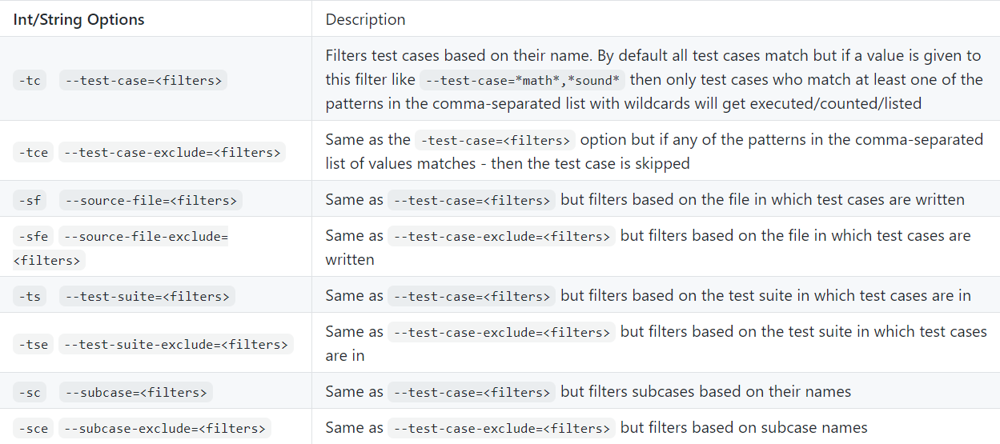 Int/String Options Description
-tc --test-case=<filters> Filters test cases based on their name. By default all test cases match but if a value is given to
this filter like --test-case=*math*,*sound* then only test cases who match at least one of the
patterns in the comma-separated list with wildcards will get executed/counted/listed
-tce --test-case-exclude=<filters> Same as the -test-case=<filters> option but if any of the patterns in the comma-separated
list of values matches - then the test case is skipped
-sf --source-file=<filters> Same as --test-case=<filters> but filters based on the file in which test cases are written
-sfe --source-file-exclude=
<filters>
Same as --test-case-exclude=<filters> but filters based on the file in which test cases are
written
-ts --test-suite=<filters> Same as --test-case=<filters> but filters based on the test suite in which test cases are in
-tse --test-suite-exclude=<filters> Same as --test-case-exclude=<filters> but filters based on the test suite in which test cases
are in
-sc --subcase=<filters> Same as --test-case=<filters> but filters subcases based on their names
-sce --subcase-exclude=<filters> Same as --test-case-exclude=<filters> but filters based on subcase names